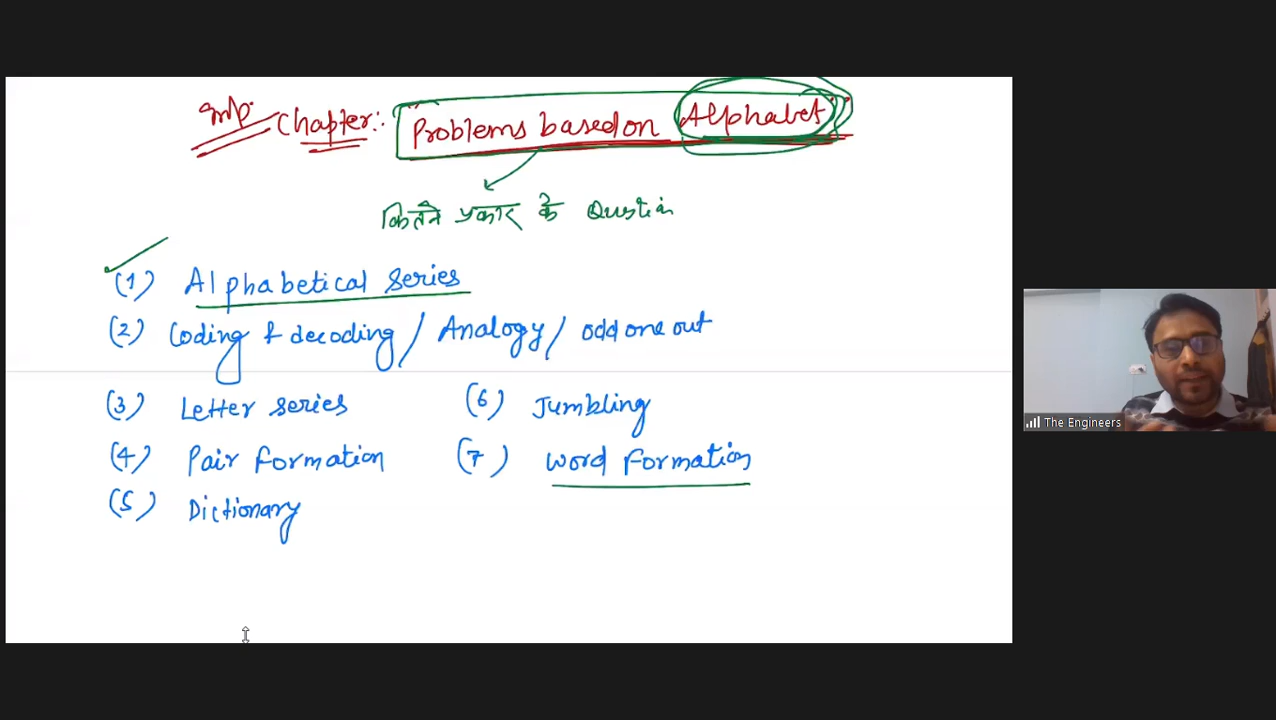 Imp. Chapter:- "Problems based on Alphabet"
कितने प्रकार के Question
(1) Alphabetical series
(2) Coding & decoding / Analogy / odd one out
(3) Letter series
(6) Jumbling
(4) Pair formation
(7) word formation
(5) Dictionary
The Engineers